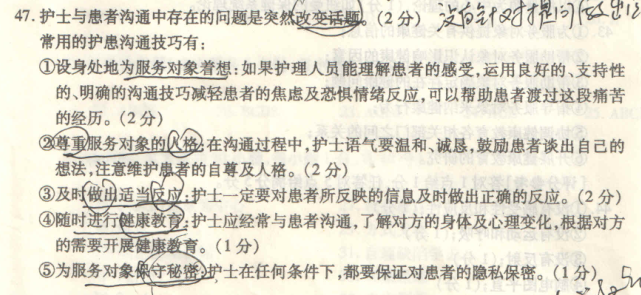 47. 护士与患者沟通中存在的问题是突然改变话题。(2分) 没有针对提问做出
常用的护患沟通技巧有:
①设身处地为服务对象着想:如果护理人员能理解患者的感受,运用良好的、支持性
的、明确的沟通技巧减轻患者的焦虑及恐惧情绪反应,可以帮助患者渡过这段痛苦
的经历。(2分)
②尊重服务对象的人格:在沟通过程中,护士语气要温和、诚恳,鼓励患者谈出自己的
想法,注意维护患者的自尊及人格。(2分)
③及时做出适当反应:护士一定要对患者所反映的信息及时做出正确的反应。(2分)
④随时进行健康教育:护士应经常与患者沟通,了解对方的身体及心理变化,根据对方
的需要开展健康教育。(1分)
⑤为服务对象保守秘密:护士在任何条件下,都要保证对患者的隐私保密。(1分)